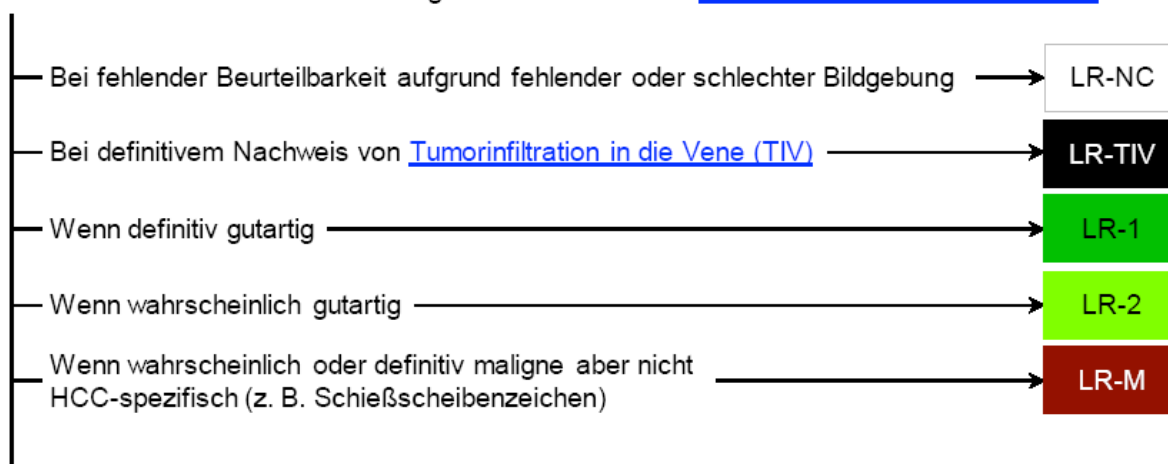 Bei fehlender Beurteilbarkeit aufgrund fehlender oder schlechter Bildgebung LR-NC
Bei definitivem Nachweis von Tumorinfiltration in die Vene (TIV) LR-TIV
Wenn definitiv gutartig LR-1
Wenn wahrscheinlich gutartig LR-2
Wenn wahrscheinlich oder definitiv maligne aber nicht
HCC-spezifisch (z. B. Schießscheibenzeichen) LR-M